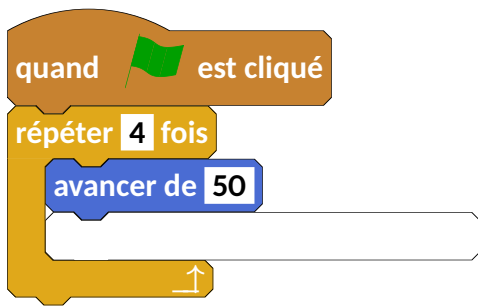 quand est cliqué
répéter 4 fois
avancer de 50